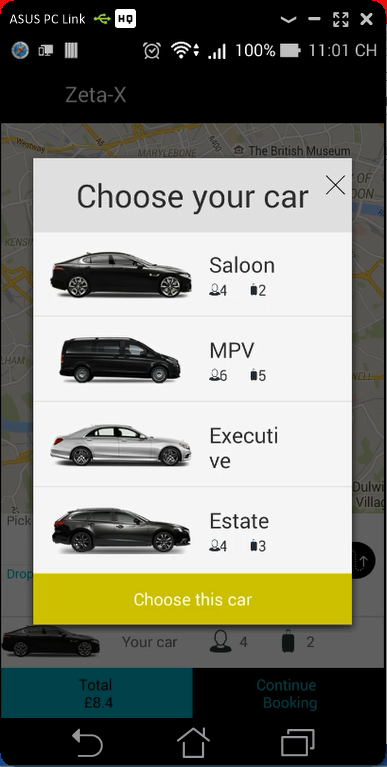 ASUS PC Link HQ
100% 11:01 CH
Zeta-X
Westway
A400
MARYLEBONE
The British Museum
Choose your car
Saloon
4 2
MPV
6 5
Executi
ve
Estate
4 3
Choose this car
Dulwi
Villag
Pick
Drop
Your car 4 2
Total
£8.4
Continue
Booking